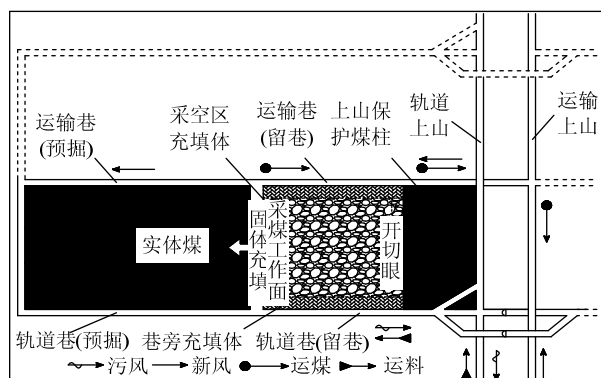 运输巷
(预掘)
采空区
充填体
运输巷
(留巷)
上山保
护煤柱
轨道
上山
运输
上山
实体煤
固体充填
采煤工作面
开切眼
轨道巷(预掘)
巷旁充填体
轨道巷(留巷)
污风
新风
运煤
运料